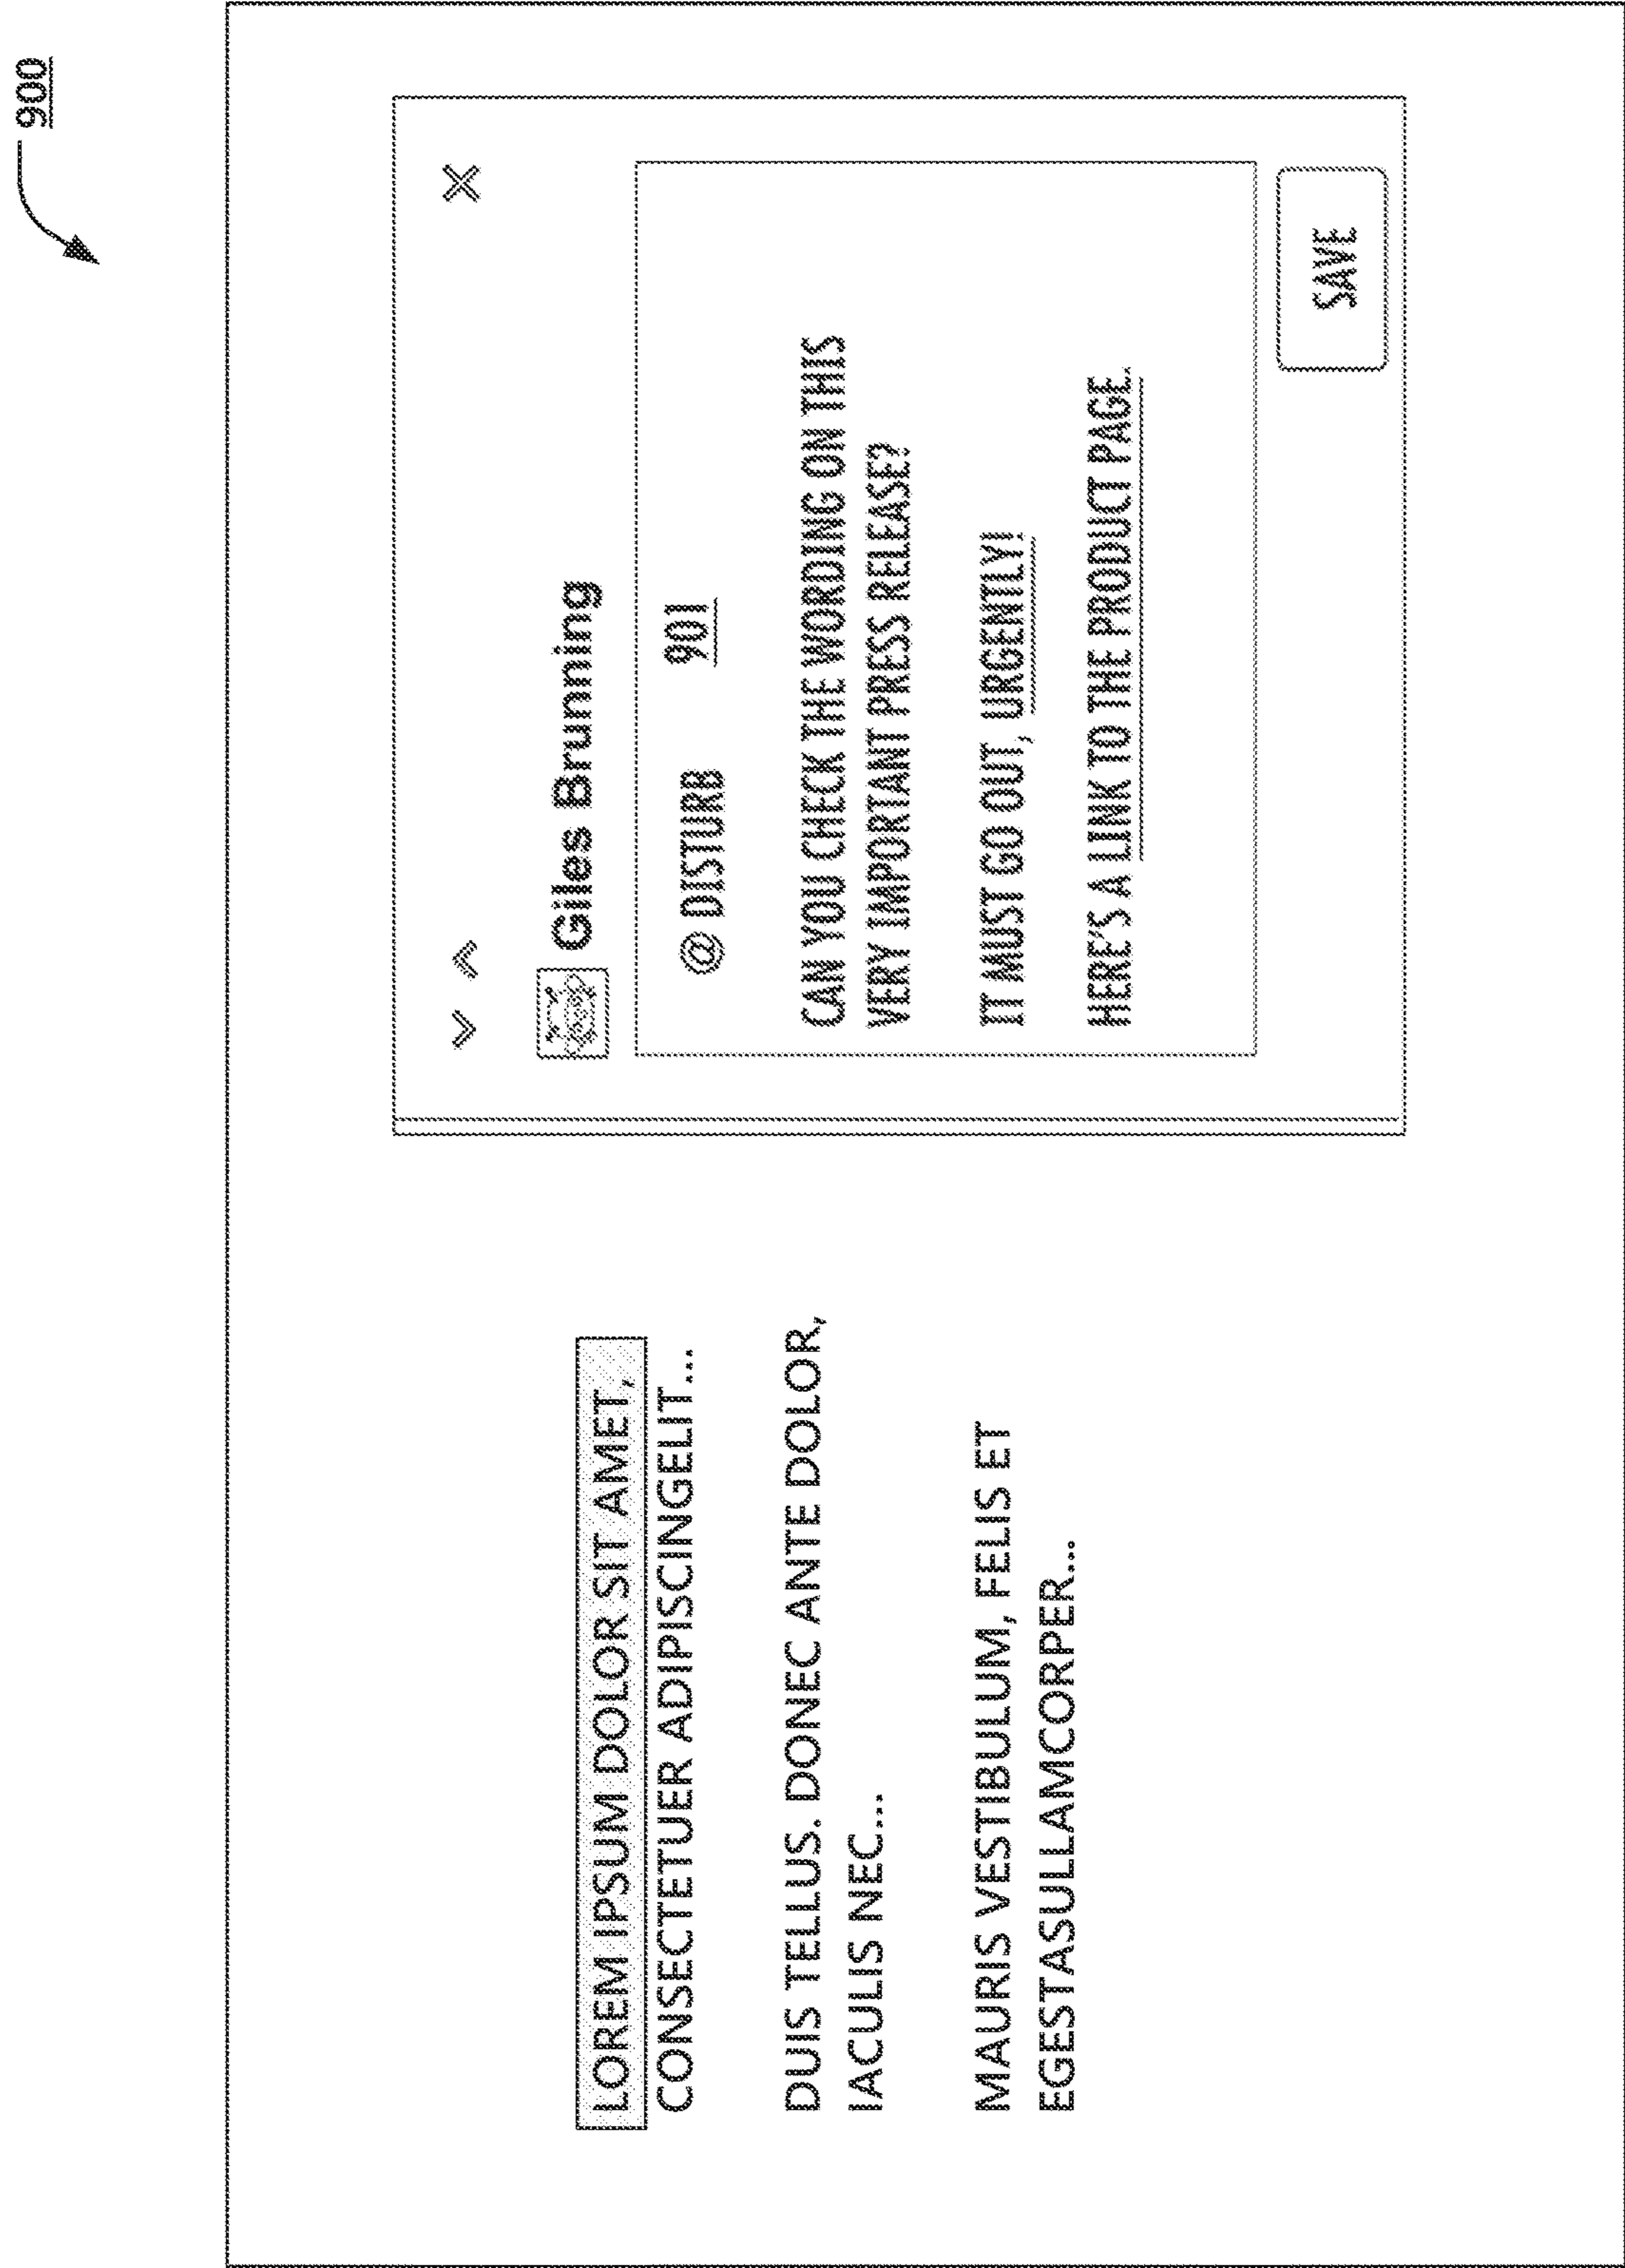 900
LOREM IPSUM DOLOR SIT AMET,
CONSECTETUER ADIPISCINGELIT...
DUIS TELLUS. DONEC ANTE DOLOR,
IACULIS NEC...
MAURIS VESTIBULUM, FELIS ET
EGESTASULLAMCORPER...
X
Giles Brunning
@ DISTURB 901
CAN YOU CHECK THE WORDING ON THIS
VERY IMPORTANT PRESS RELEASE?
IT MUST GO OUT, URGENTLY!
HERE'S A LINK TO THE PRODUCT PAGE.
SAVE